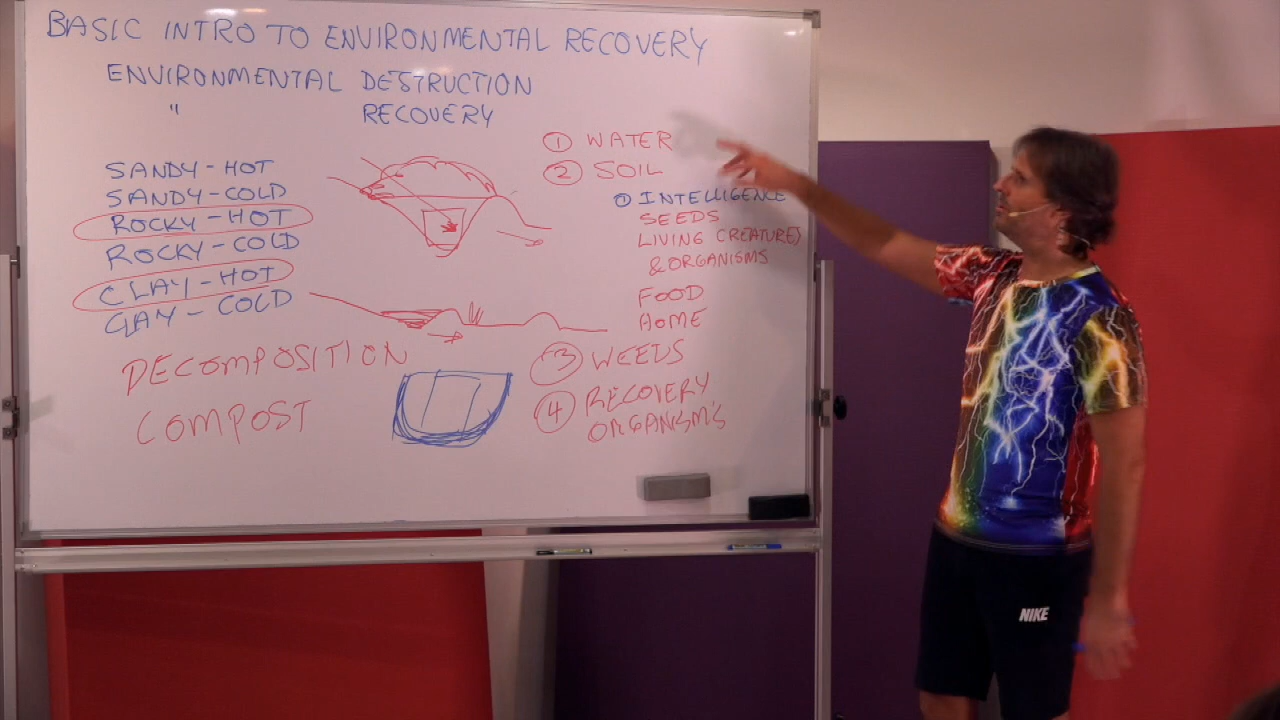 BASIC INTRO TO ENVIRONMENTAL RECOVERY
ENVIRONMENTAL DESTRUCTION
" RECOVERY
SANDY-HOT
SANDY-COLD
ROCKY-HOT
ROCKY-COLD
CLAY-HOT
CLAY-COLD
DECOMPOSITION
COMPOST
① WATER
② SOIL
① INTELLIGENCE
SEEDS
LIVING CREATURES
& ORGANISMS
FOOD
HOME
③ WEEDS
④ RECOVERY
ORGANISM'S
NIKE